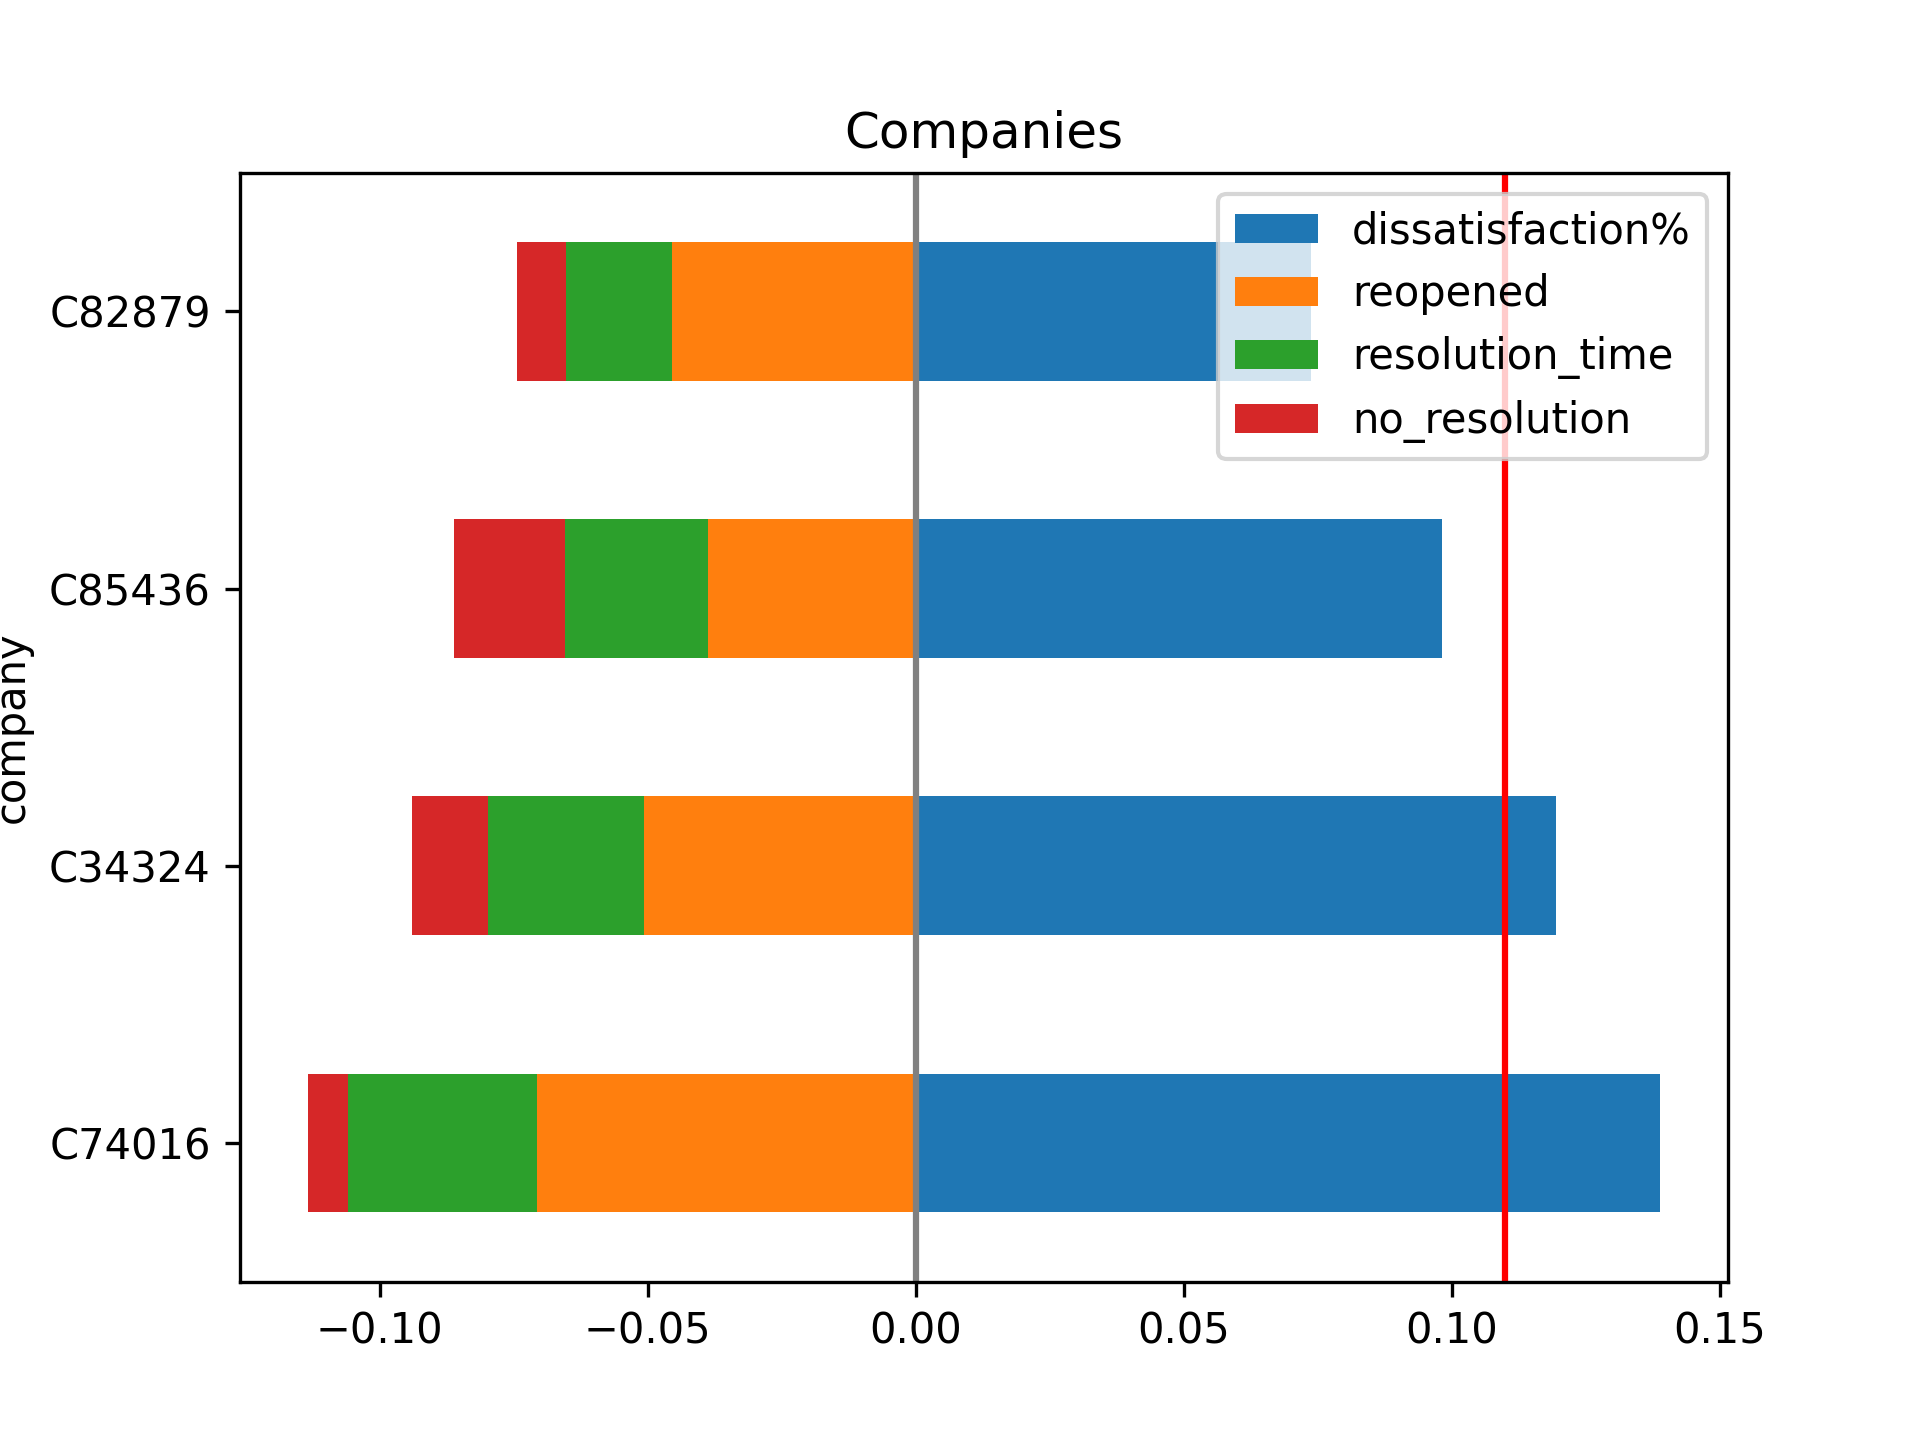 Companies
dissatisfaction%
reopened
resolution_time
no_resolution
C82879
C85436
C34324
C74016
company
−0.10
−0.05
0.00
0.05
0.10
0.15